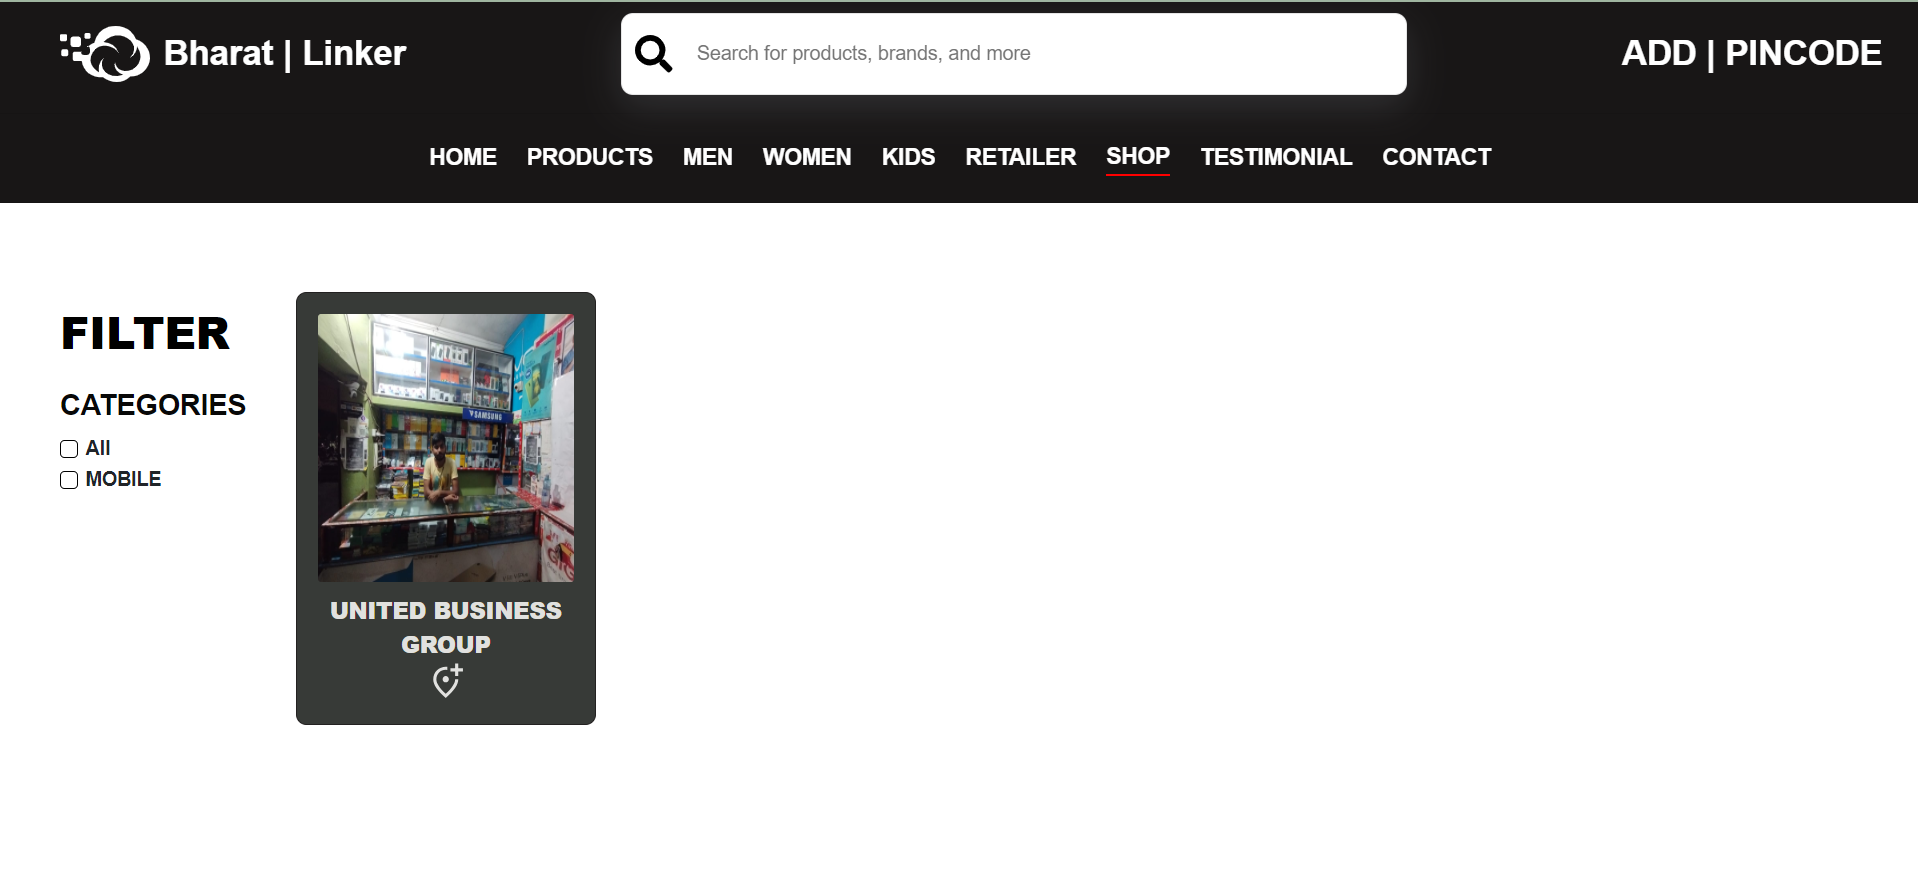 Bharat | Linker
Search for products, brands, and more
ADD | PINCODE
HOME PRODUCTS MEN WOMEN KIDS RETAILER SHOP TESTIMONIAL CONTACT
FILTER
CATEGORIES
All
MOBILE
SAMSUNG
UNITED BUSINESS
GROUP